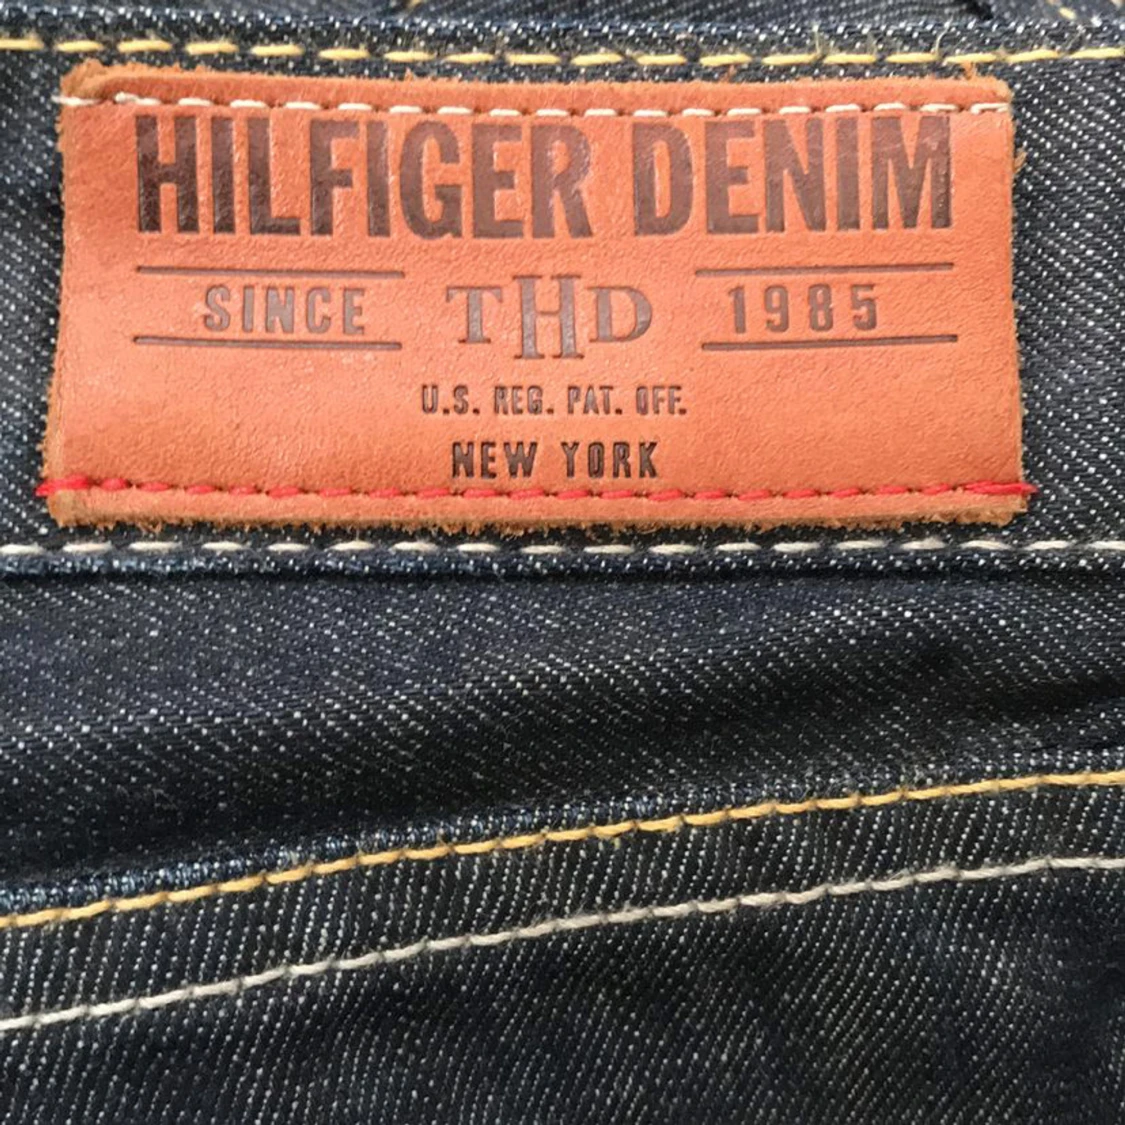 HILFIGER DENIM
SINCE THD 1985
U.S. REG. PAT. OFF.
NEW YORK